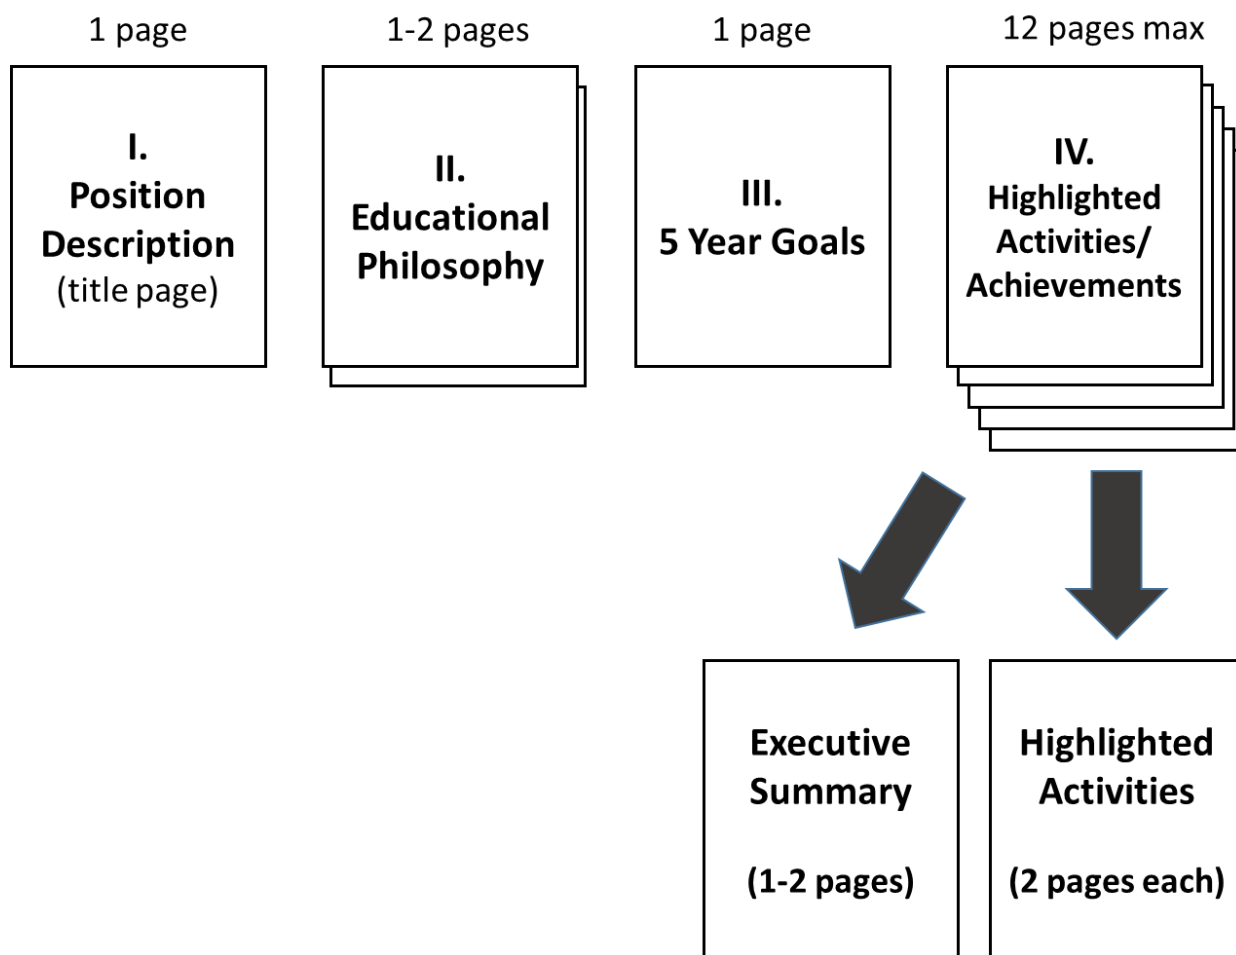 1 page
I.
Position
Description
(title page)
1-2 pages
II.
Educational
Philosophy
1 page
III.
5 Year Goals
12 pages max
IV.
Highlighted
Activities/
Achievements
Executive
Summary
(1-2 pages)
Highlighted
Activities
(2 pages each)